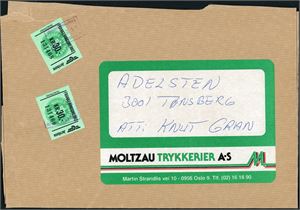 ADELSTEN
3001 TØNSBERG
ATT: KNUT GRAN
MOLTZAU TRYKKERIER A·S
Martin Strandlis vei 10 - 0956 Oslo 9 Tlf. (02) 16 18 90